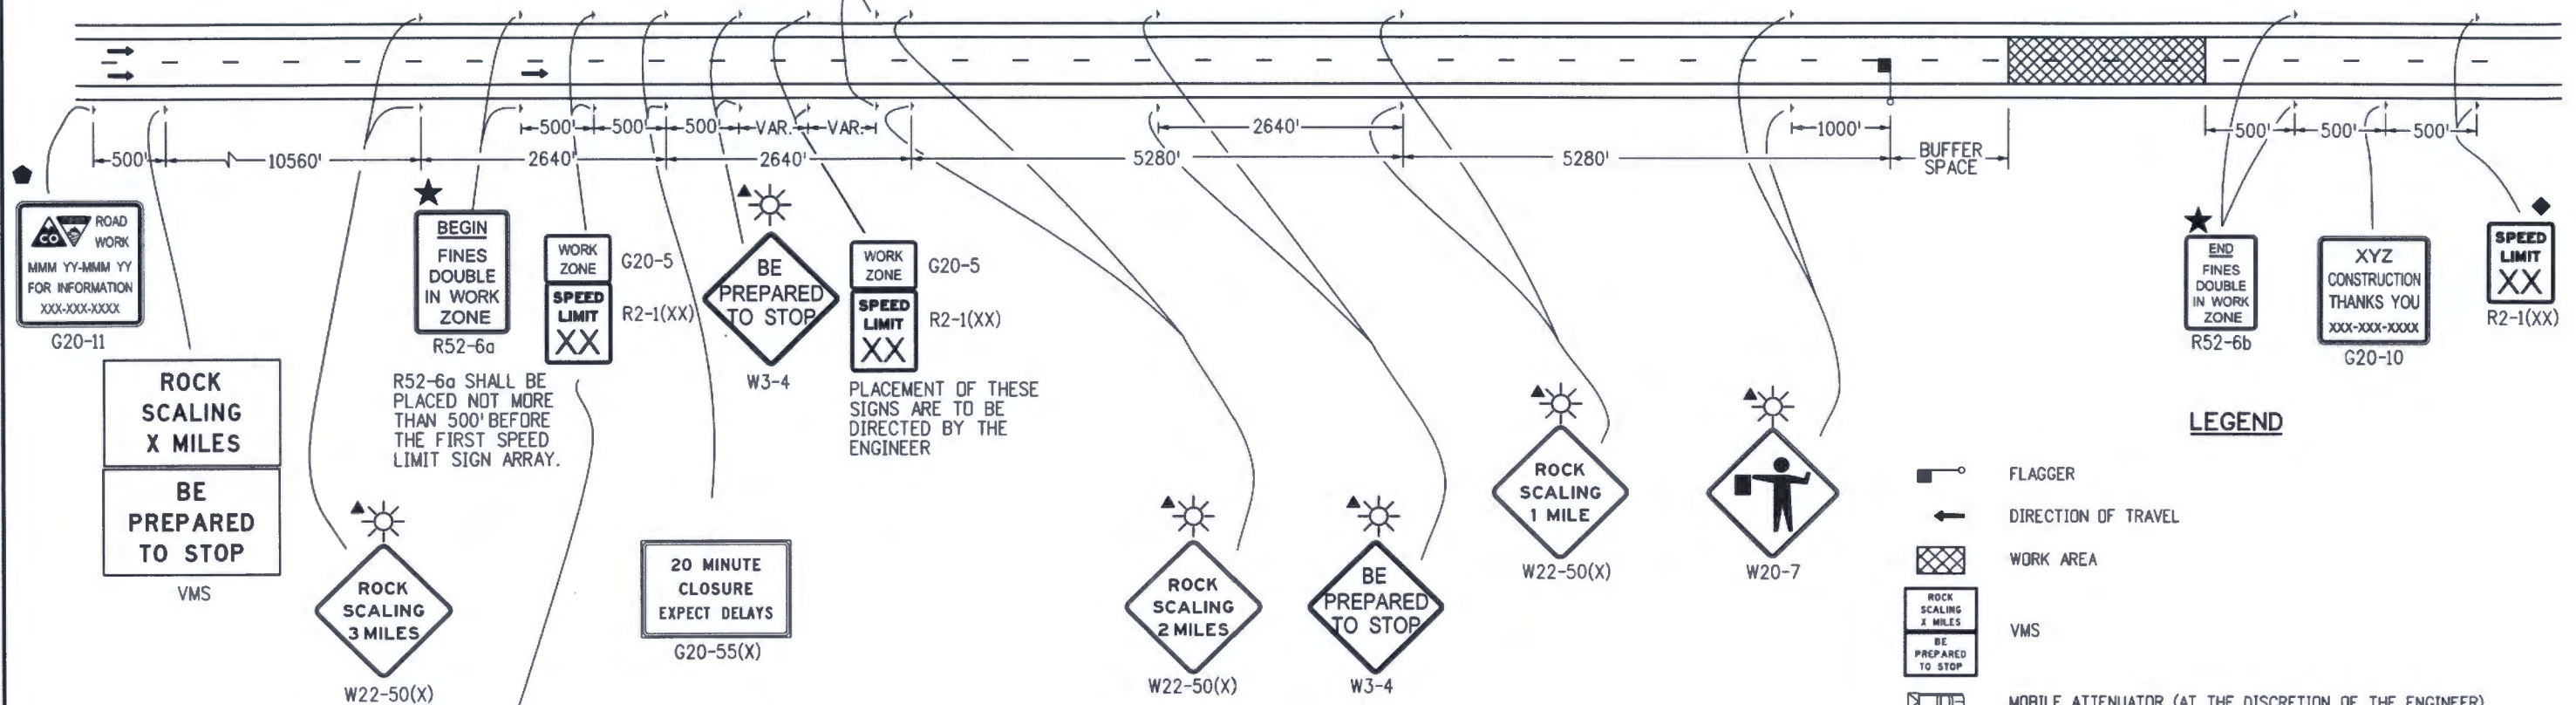 500'
500'
500'
VAR.
VAR.
2640'
1000'
500'
500'
500'
500'
10560'
2640'
2640'
5280'
5280'
BUFFER
SPACE
CO
ROAD
WORK
MMM YY-MMM YY
FOR INFORMATION
XXX-XXX-XXXX
G20-11
ROCK
SCALING
X MILES
BE
PREPARED
TO STOP
VMS
ROCK
SCALING
3 MILES
W22-50(X)
BEGIN
FINES
DOUBLE
IN WORK
ZONE
R52-6a
R52-6a SHALL BE
PLACED NOT MORE
THAN 500' BEFORE
THE FIRST SPEED
LIMIT SIGN ARRAY.
WORK
ZONE
G20-5
SPEED
LIMIT
XX
R2-1(XX)
20 MINUTE
CLOSURE
EXPECT DELAYS
G20-55(X)
BE
PREPARED
TO STOP
W3-4
WORK
ZONE
G20-5
SPEED
LIMIT
XX
R2-1(XX)
PLACEMENT OF THESE
SIGNS ARE TO BE
DIRECTED BY THE
ENGINEER
ROCK
SCALING
2 MILES
W22-50(X)
BE
PREPARED
TO STOP
W3-4
ROCK
SCALING
1 MILE
W22-50(X)
W20-7
END
FINES
DOUBLE
IN WORK
ZONE
R52-6b
XYZ
CONSTRUCTION
THANKS YOU
XXX-XXX-XXXX
G20-10
SPEED
LIMIT
XX
R2-1(XX)
LEGEND
FLAGGER
DIRECTION OF TRAVEL
WORK AREA
ROCK
SCALING
X MILES
BE
PREPARED
TO STOP
VMS
MOBILE ATTENUATOR (AT THE DISCRETION OF THE ENGINEER)